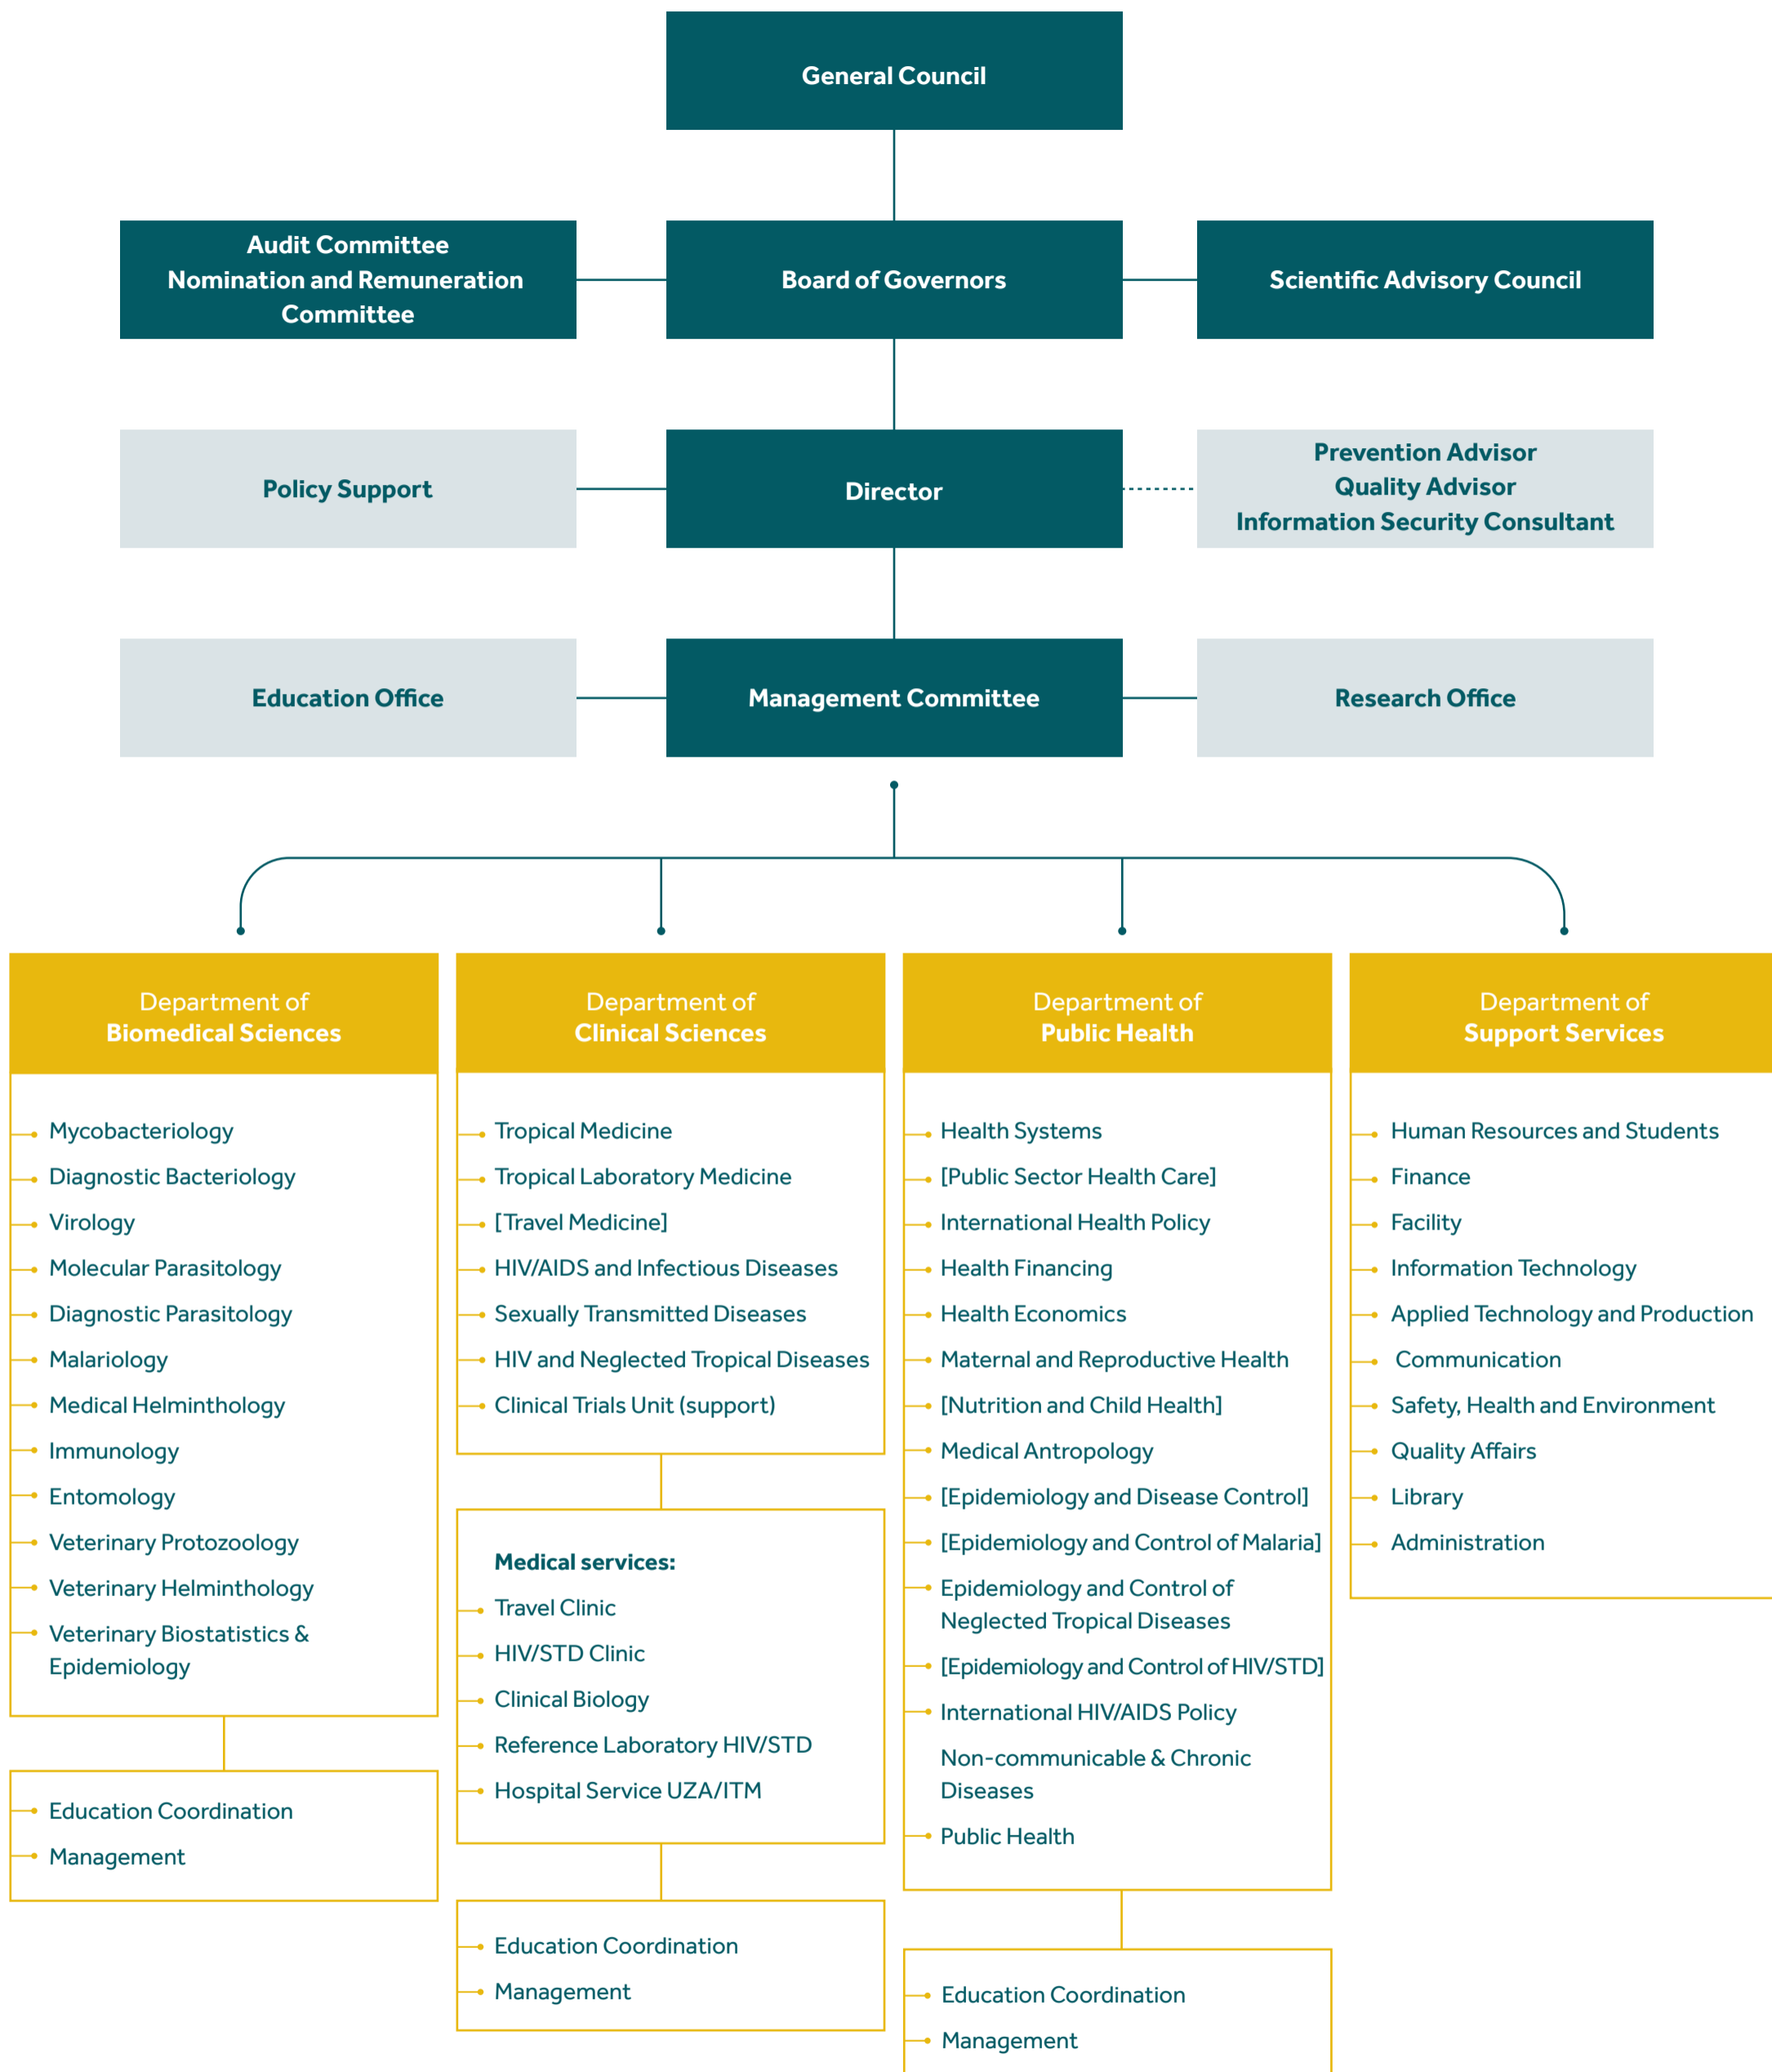 General Council
Audit Committee
Nomination and Remuneration
Committee
Board of Governors
Scientific Advisory Council
Policy Support
Director
Prevention Advisor
Quality Advisor
Information Security Consultant
Education Office
Management Committee
Research Office
Department of
Biomedical Sciences
Mycobacteriology
Diagnostic Bacteriology
Virology
Molecular Parasitology
Diagnostic Parasitology
Malariology
Medical Helminthology
Immunology
Entomology
Veterinary Protozoology
Veterinary Helminthology
Veterinary Biostatistics &
Epidemiology
Education Coordination
Management
Department of
Clinical Sciences
Tropical Medicine
Tropical Laboratory Medicine
[Travel Medicine]
HIV/AIDS and Infectious Diseases
Sexually Transmitted Diseases
HIV and Neglected Tropical Diseases
Clinical Trials Unit (support)
Medical services:
Travel Clinic
HIV/STD Clinic
Clinical Biology
Reference Laboratory HIV/STD
Hospital Service UZA/ITM
Education Coordination
Management
Department of
Public Health
Health Systems
[Public Sector Health Care]
International Health Policy
Health Financing
Health Economics
Maternal and Reproductive Health
[Nutrition and Child Health]
Medical Antropology
[Epidemiology and Disease Control]
[Epidemiology and Control of Malaria]
Epidemiology and Control of
Neglected Tropical Diseases
[Epidemiology and Control of HIV/STD]
International HIV/AIDS Policy
Non-communicable & Chronic
Diseases
Public Health
Education Coordination
Management
Department of
Support Services
Human Resources and Students
Finance
Facility
Information Technology
Applied Technology and Production
Communication
Safety, Health and Environment
Quality Affairs
Library
Administration